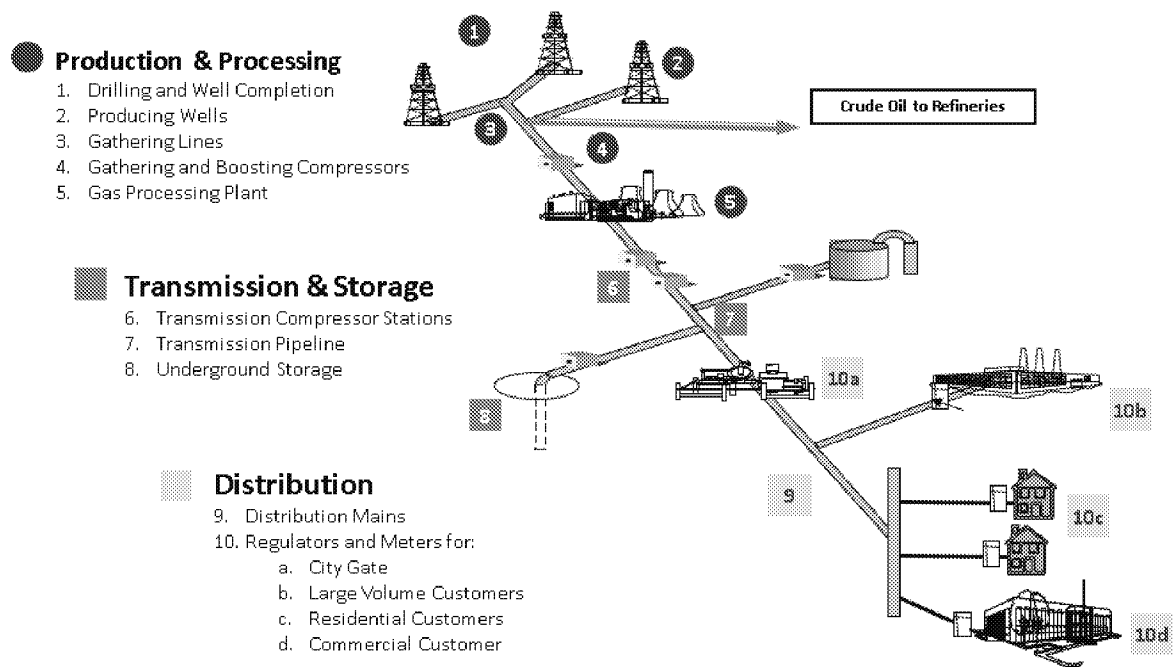 Production & Processing
1. Drilling and Well Completion
2. Producing Wells
3. Gathering Lines
4. Gathering and Boosting Compressors
5. Gas Processing Plant
1
2
3
4
5
Crude Oil to Refineries
Transmission & Storage
6. Transmission Compressor Stations
7. Transmission Pipeline
8. Underground Storage
6
7
8
Distribution
9. Distribution Mains
10. Regulators and Meters for:
a. City Gate
b. Large Volume Customers
c. Residential Customers
d. Commercial Customer
9
10a
10b
10c
10d